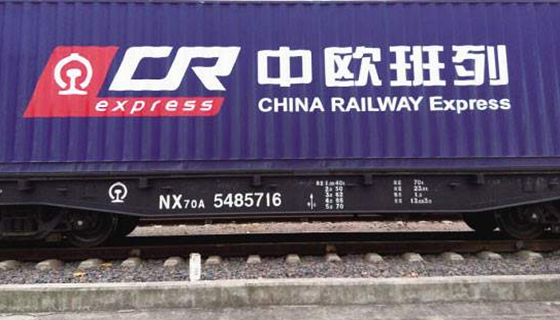 CR express
中欧班列
CHINA RAILWAY Express
NX70A 5485716